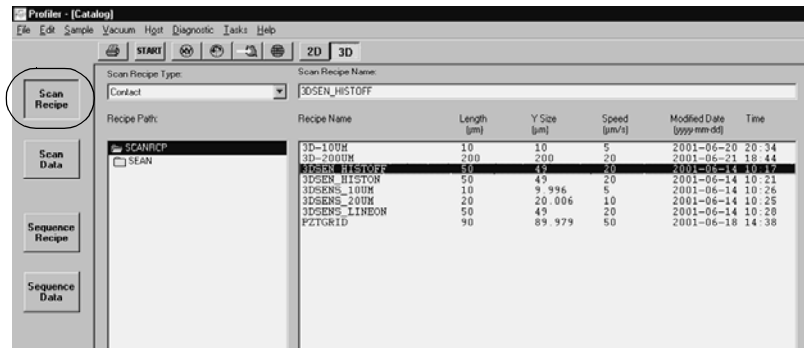 Profiler - [Catalog]
File Edit Sample Vacuum Host Diagnostic Tasks Help
START XY 2D 3D
Scan Recipe
Scan Data
Sequence Recipe
Sequence Data
Scan Recipe Type:
Contact
Scan Recipe Name:
3DSEN_HISTOFF
Recipe Path:
SCANRCP
SEAN
Recipe Name Length (µm) Y Size (µm) Speed (µm/s) Modified Date (yyyy-mm-dd) Time
3D-10UM 10 10 5 2001-06-20 20:34
3D-200UM 200 200 20 2001-06-21 18:44
3DSEN_HISTOFF 50 49 20 2001-06-14 10:17
3DSEN_HISTON 50 49 20 2001-06-14 10:21
3DSENS_10UM 10 9.996 5 2001-06-14 10:26
3DSENS_20UM 20 20.006 10 2001-06-14 10:25
3DSENS_LINEON 50 49 20 2001-06-14 10:28
PZTGRID 90 89.979 50 2001-06-18 14:38